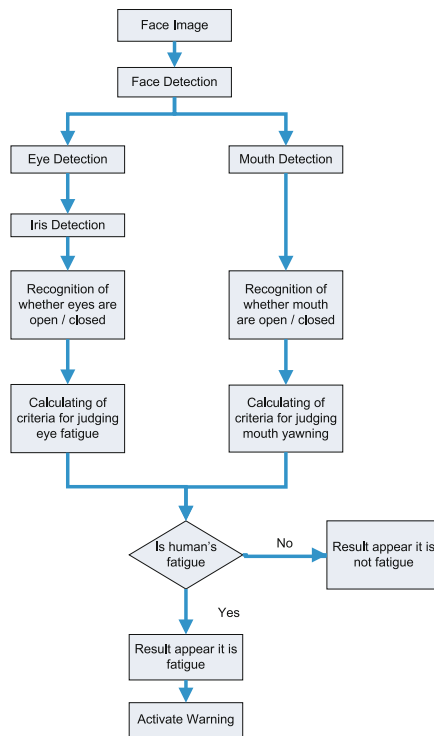 Face Image
Face Detection
Eye Detection
Mouth Detection
Iris Detection
Recognition of
whether eyes are
open / closed
Recognition of
whether mouth
are open / closed
Calculating of
criteria for judging
eye fatigue
Calculating of
criteria for judging
mouth yawning
Is human's
fatigue
No
Result appear it is
not fatigue
Yes
Result appear it is
fatigue
Activate Warning